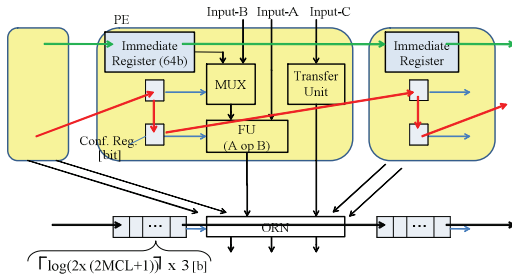 PE
Input-B
Input-A
Input-C
Immediate
Register (64b)
MUX
Transfer
Unit
Immediate
Register
FU
(A op B)
Conf. Reg.
[bit]
...
ORN
...
⌈log(2x (2MCL+1))⌉ x 3 [b]